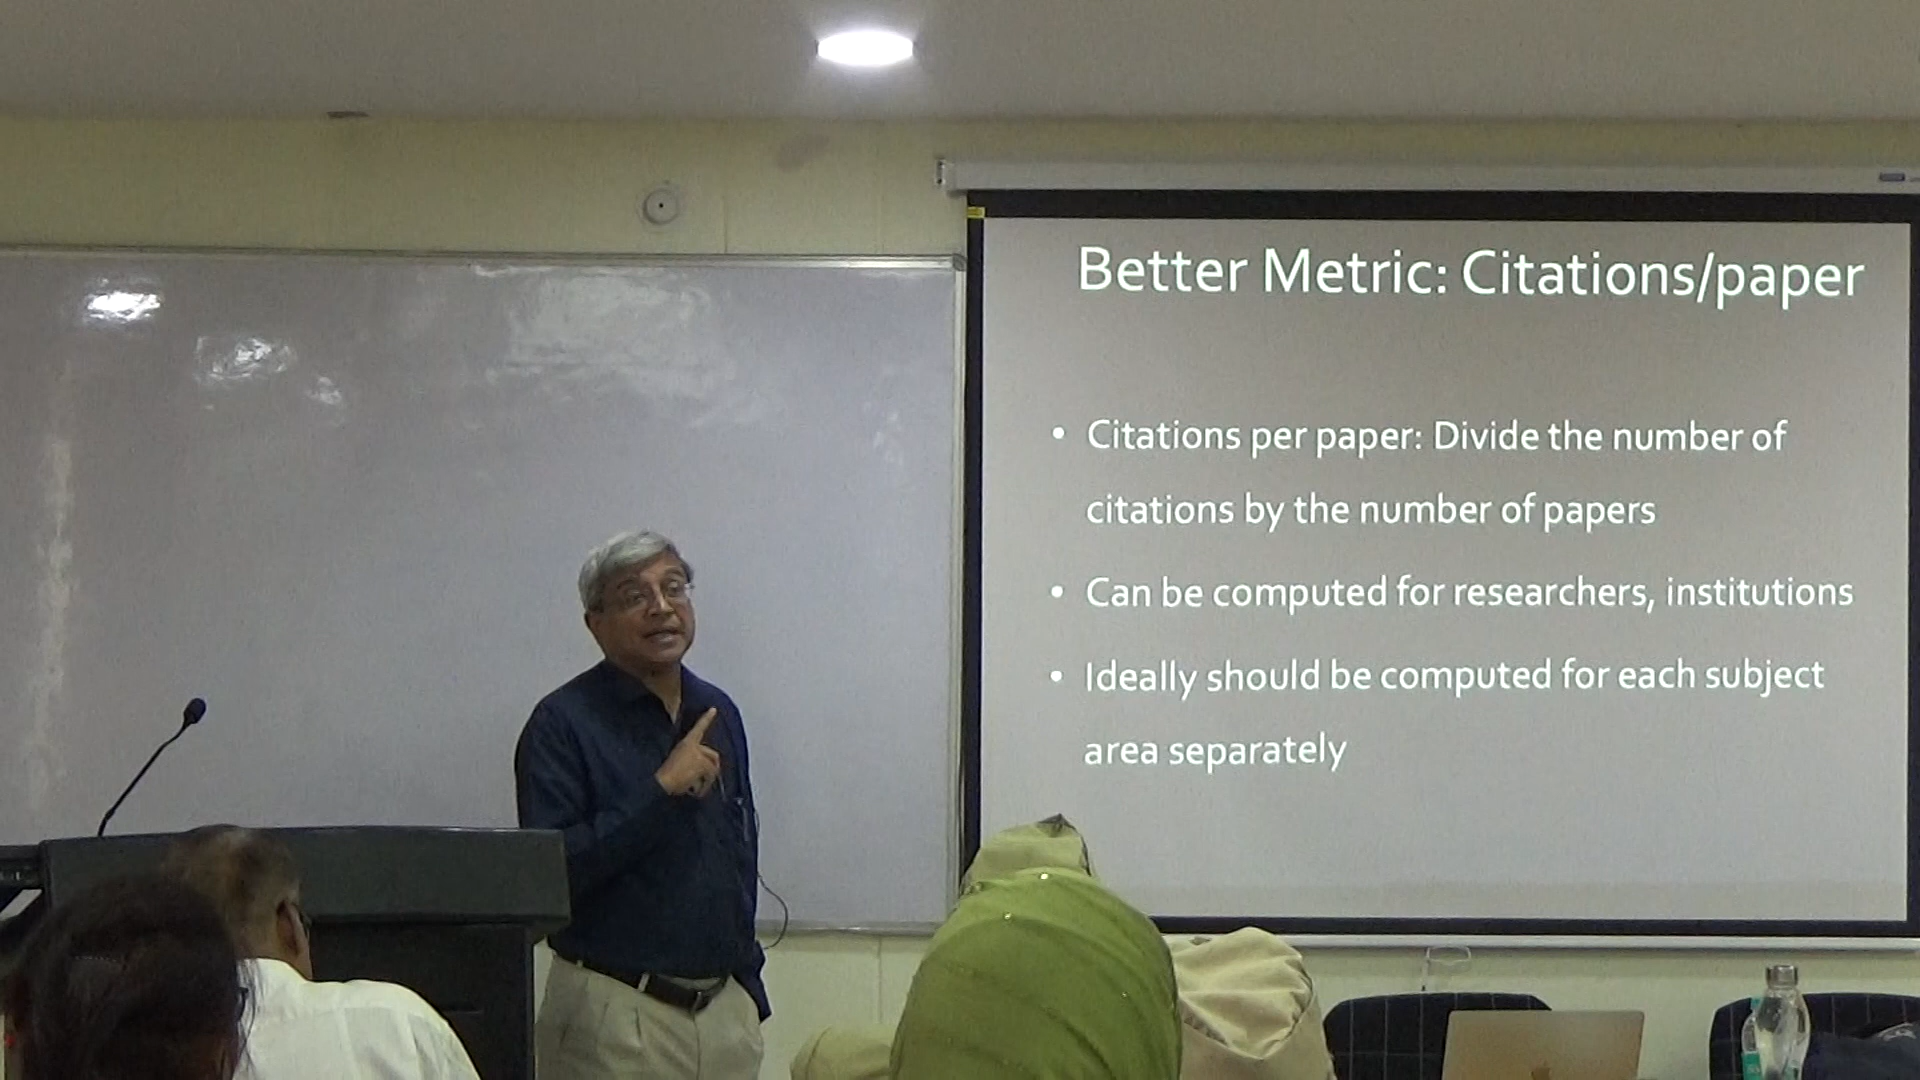 Better Metric: Citations/paper
• Citations per paper: Divide the number of
citations by the number of papers
• Can be computed for researchers, institutions
• Ideally should be computed for each subject
area separately